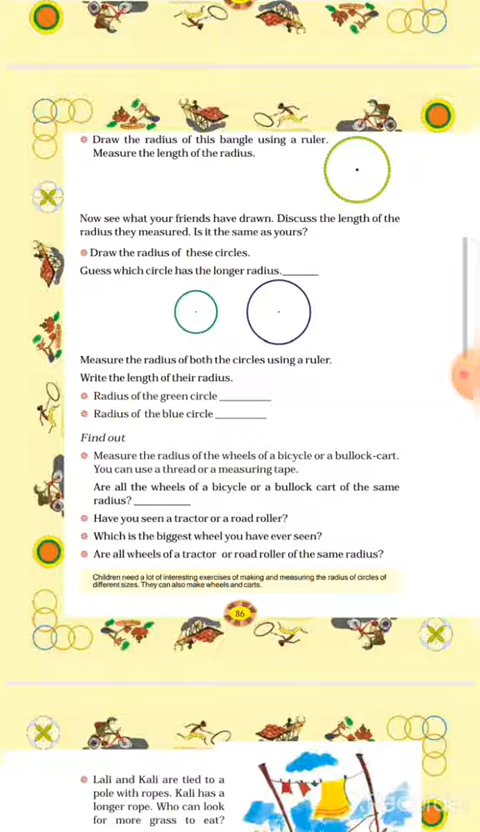 Draw the radius of this bangle using a ruler.
Measure the length of the radius.
Now see what your friends have drawn. Discuss the length of the
radius they measured. Is it the same as yours?
Draw the radius of these circles.
Guess which circle has the longer radius.______
Measure the radius of both the circles using a ruler.
Write the length of their radius.
Radius of the green circle _________
Radius of the blue circle _________
Find out
Measure the radius of the wheels of a bicycle or a bullock-cart.
You can use a thread or a measuring tape.
Are all the wheels of a bicycle or a bullock cart of the same
radius? __________
Have you seen a tractor or a road roller?
Which is the biggest wheel you have ever seen?
Are all wheels of a tractor or road roller of the same radius?
Children need a lot of interesting exercises of making and measuring the radius of circles of
different sizes. They can also make wheels and carts.
86
Lali and Kali are tied to a
pole with ropes. Kali has a
longer rope. Who can look
for more grass to eat?
Recorder